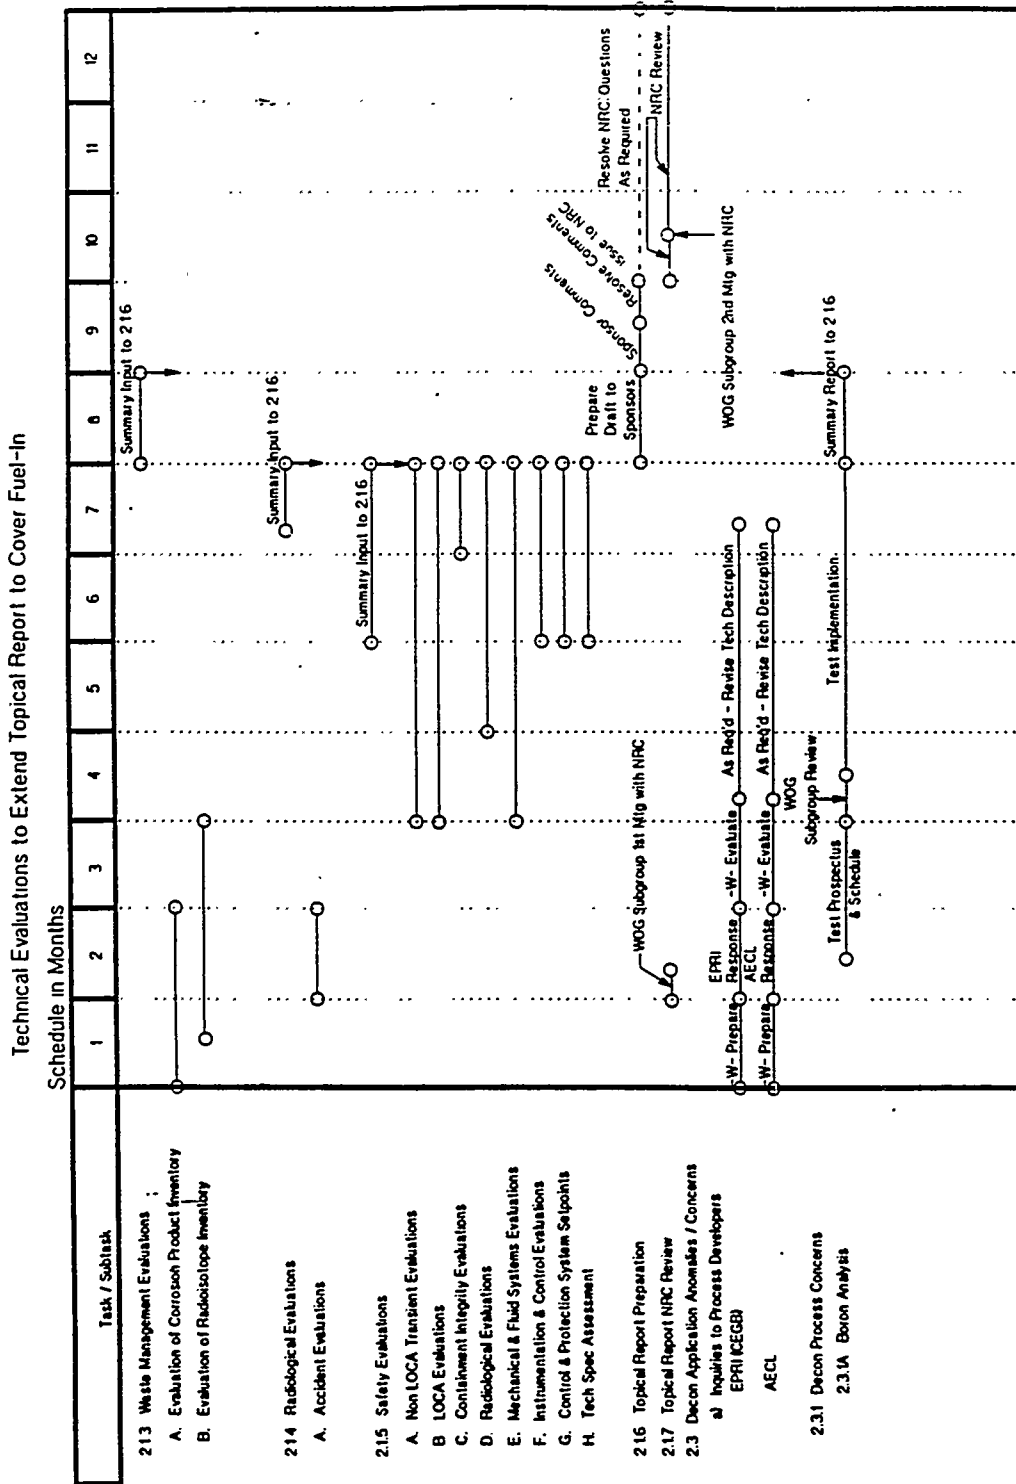 Technical Evaluations to Extend Topical Report to Cover Fuel-In
Schedule in Months
Task / Subtask
1 2 3 4 5 6 7 8 9 10 11 12
2.1.3 Waste Management Evaluations
Summary Input to 2.1.6
A. Evaluation of Corrosion Product Inventory
B. Evaluation of Radioisotope Inventory
2.1.4 Radiological Evaluations
Summary Input to 2.1.6
A. Accident Evaluations
2.1.5 Safety Evaluations
Summary Input to 2.1.6
A. Non LOCA Transient Evaluations
B LOCA Evaluations
C. Containment Integrity Evaluations
D. Radiological Evaluations
E. Mechanical & Fluid Systems Evaluations
F. Instrumentation & Control Evaluations
G. Control & Protection System Setpoints
H. Tech Spec Assessment
2.1.6 Topical Report Preparation
Prepare
Draft to
Sponsors
Sponsor Comments
Resolve Comments
issue to NRC
Resolve NRC Questions
As Required
2.1.7 Topical Report NRC Review
WOG Subgroup 1st Mtg with NRC
NRC Review
WOG Subgroup 2nd Mtg with NRC
2.3 Decon Application Anomalies / Concerns
a) Inquiries to Process Developers
EPRI (CEGB)
-W- Prepare
EPRI
Response
-W- Evaluate
As Req'd - Revise Tech Description
AECL
-W- Prepare
AECL
Response
-W- Evaluate
As Req'd - Revise Tech Description
2.3.1 Decon Process Concerns
WOG
Subgroup Review
2.3.1A Boron Analysis
Test Prospectus
& Schedule
Test Implementation
Summary Report to 2.1.6